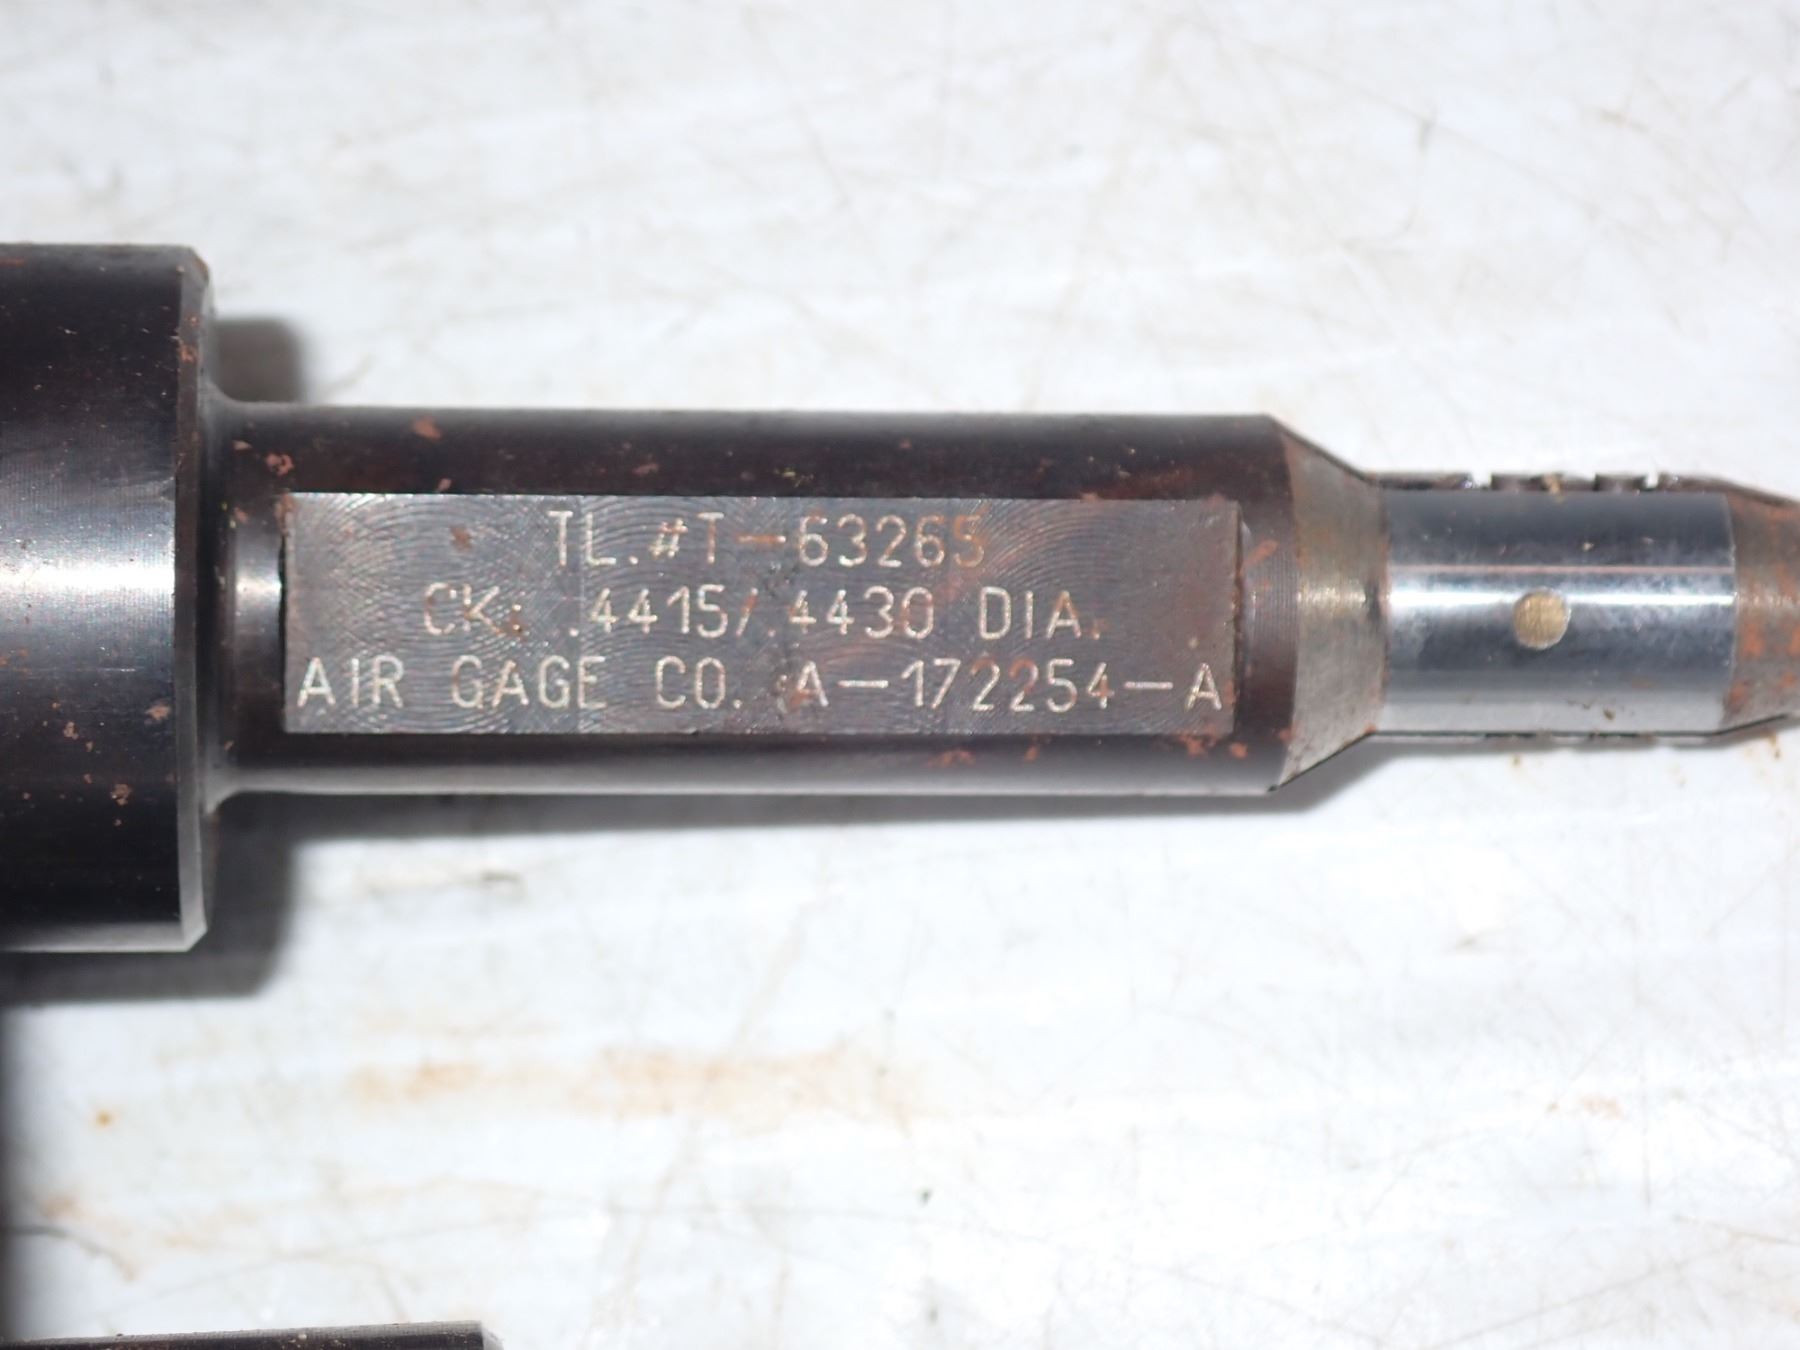 TL. #T-63265
CK: .4415/.4430 DIA.
AIR GAGE CO. A-172254-A